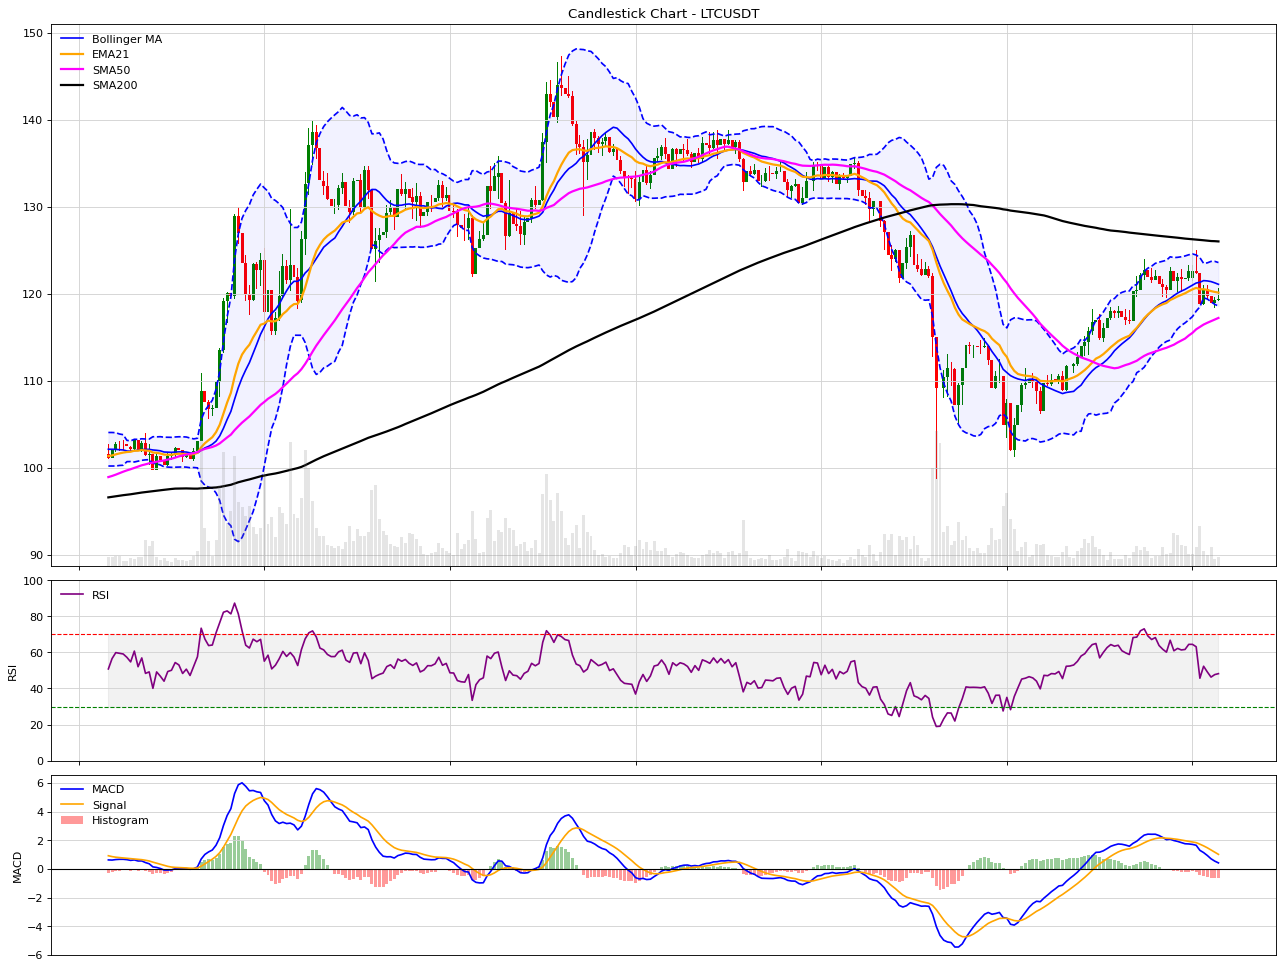 Candlestick Chart - LTCUSDT
Bollinger MA
EMA21
SMA50
SMA200
150
140
130
120
110
100
90
RSI
RSI
100
80
60
40
20
0
MACD
Signal
Histogram
MACD
6
4
2
0
−2
−4
−6